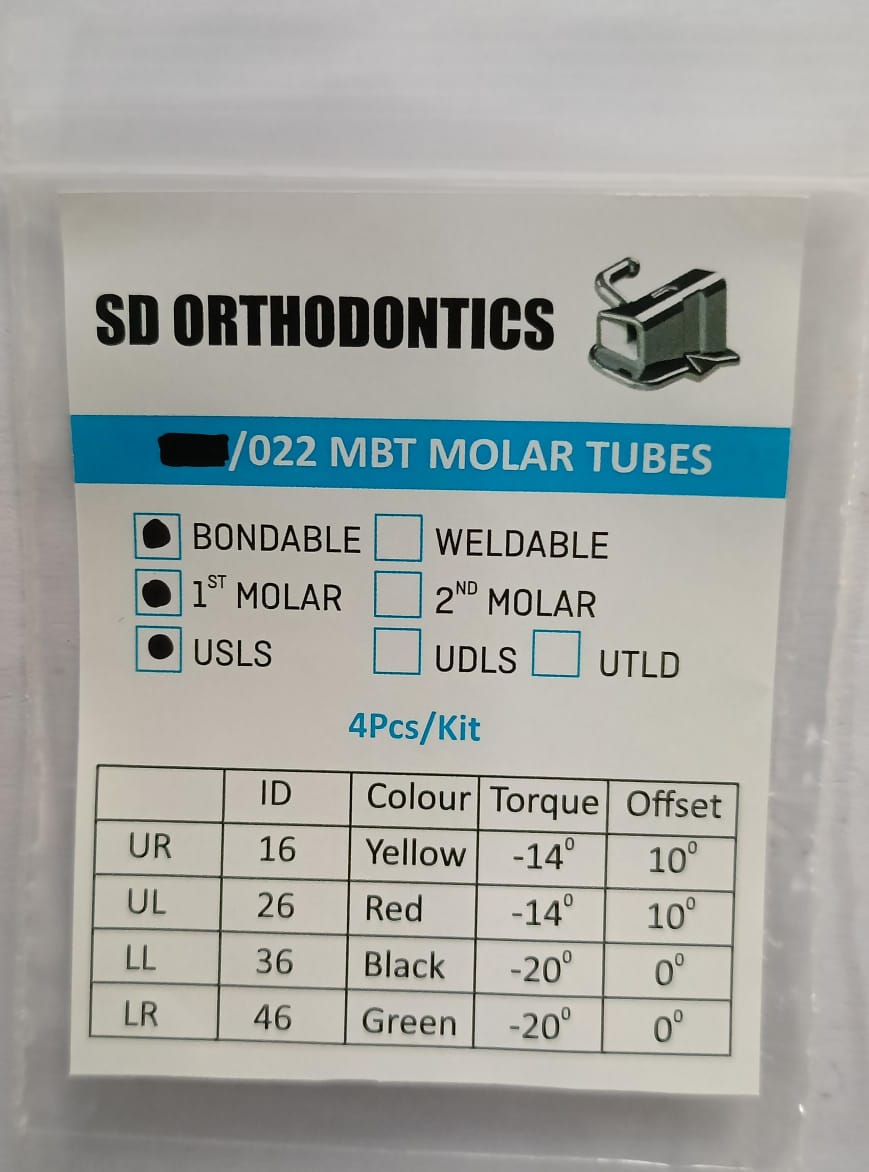 SD ORTHODONTICS
/022 MBT MOLAR TUBES
BONDABLE WELDABLE
1ST MOLAR 2ND MOLAR
USLS UDLS UTLD
4Pcs/Kit
ID Colour Torque Offset
UR 16 Yellow -14° 10°
UL 26 Red -14° 10°
LL 36 Black -20° 0°
LR 46 Green -20° 0°